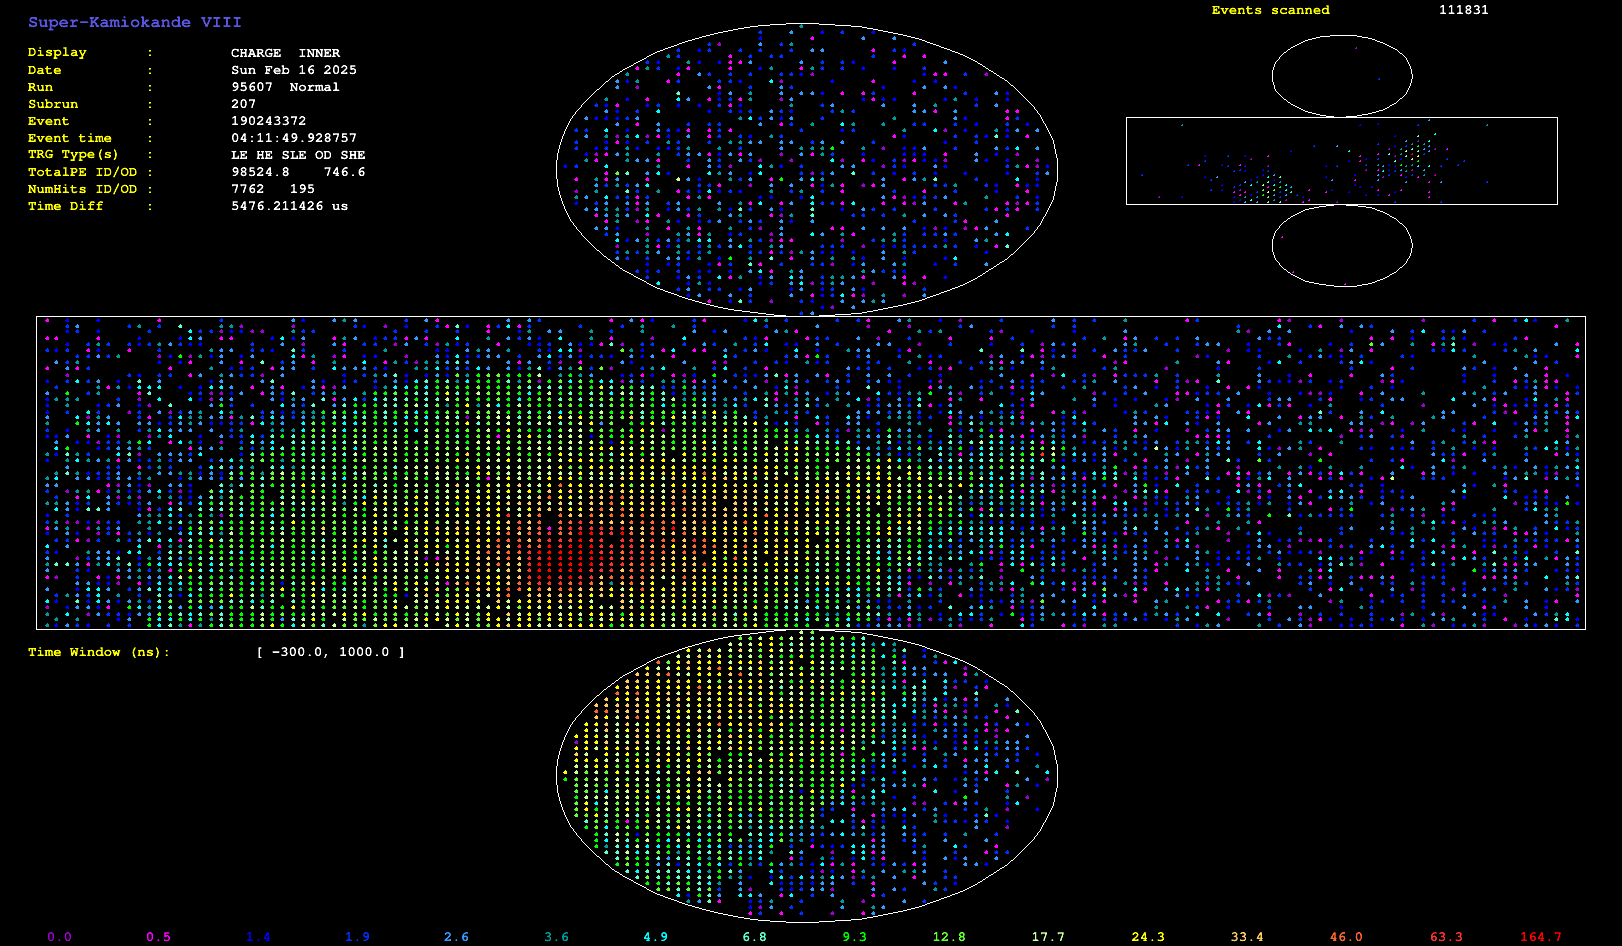 Super-Kamiokande VIII
Events scanned 111831
Display : CHARGE INNER
Date : Sun Feb 16 2025
Run : 95607 Normal
Subrun : 207
Event : 190243372
Event time : 04:11:49.928757
TRG Type(s) : LE HE SLE OD SHE
TotalPE ID/OD : 98524.8 746.6
NumHits ID/OD : 7762 195
Time Diff : 5476.211426 us
Time Window (ns): [ -300.0, 1000.0 ]
0.0 0.5 1.4 1.9 2.6 3.6 4.9 6.8 9.3 12.8 17.7 24.3 33.4 46.0 63.3 164.7